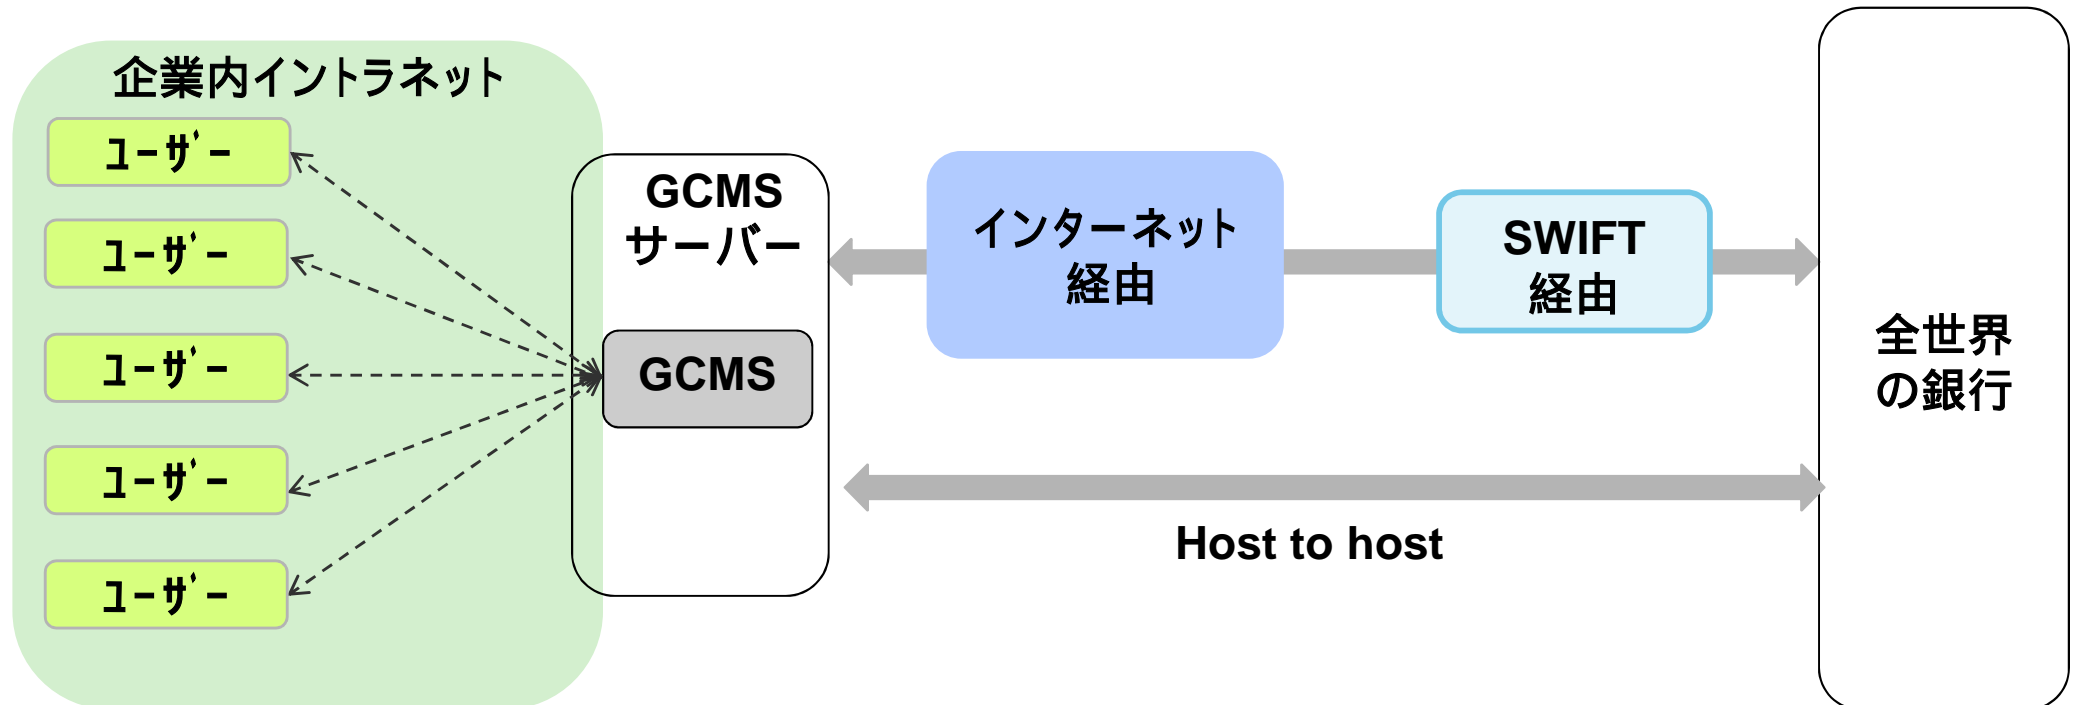 企業内イントラネット
ﾕｰｻﾞｰ
ﾕｰｻﾞｰ
ﾕｰｻﾞｰ
ﾕｰｻﾞｰ
ﾕｰｻﾞｰ
GCMS
サーバー
GCMS
インターネット
経由
SWIFT
経由
Host to host
全世界
の銀行